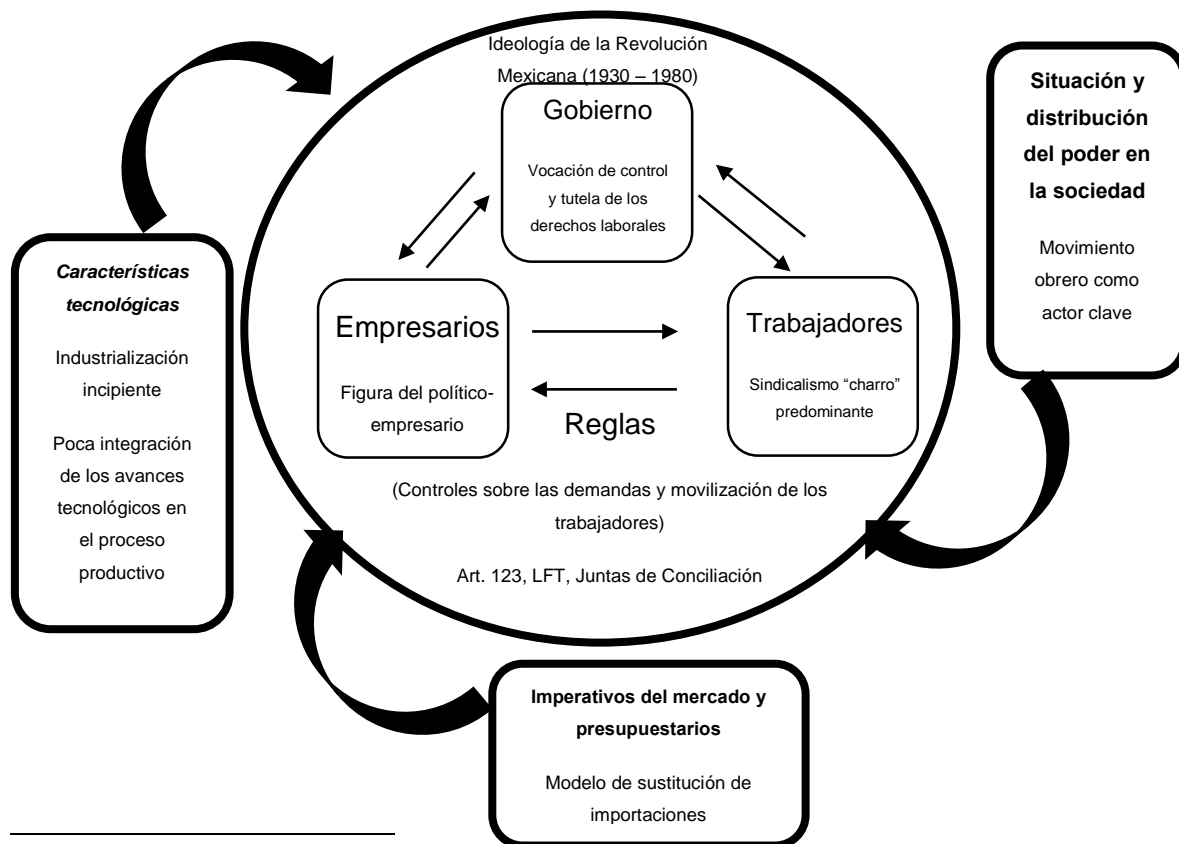 Ideología de la Revolución
Mexicana (1930 – 1980)
Gobierno
Vocación de control
y tutela de los
derechos laborales
Empresarios
Figura del político-
empresario
Trabajadores
Sindicalismo “charro”
predominante
Reglas
(Controles sobre las demandas y movilización de los
trabajadores)
Art. 123, LFT, Juntas de Conciliación
Características
tecnológicas
Industrialización
incipiente
Poca integración
de los avances
tecnológicos en
el proceso
productivo
Situación y
distribución
del poder en
la sociedad
Movimiento
obrero como
actor clave
Imperativos del mercado y
presupuestarios
Modelo de sustitución de
importaciones